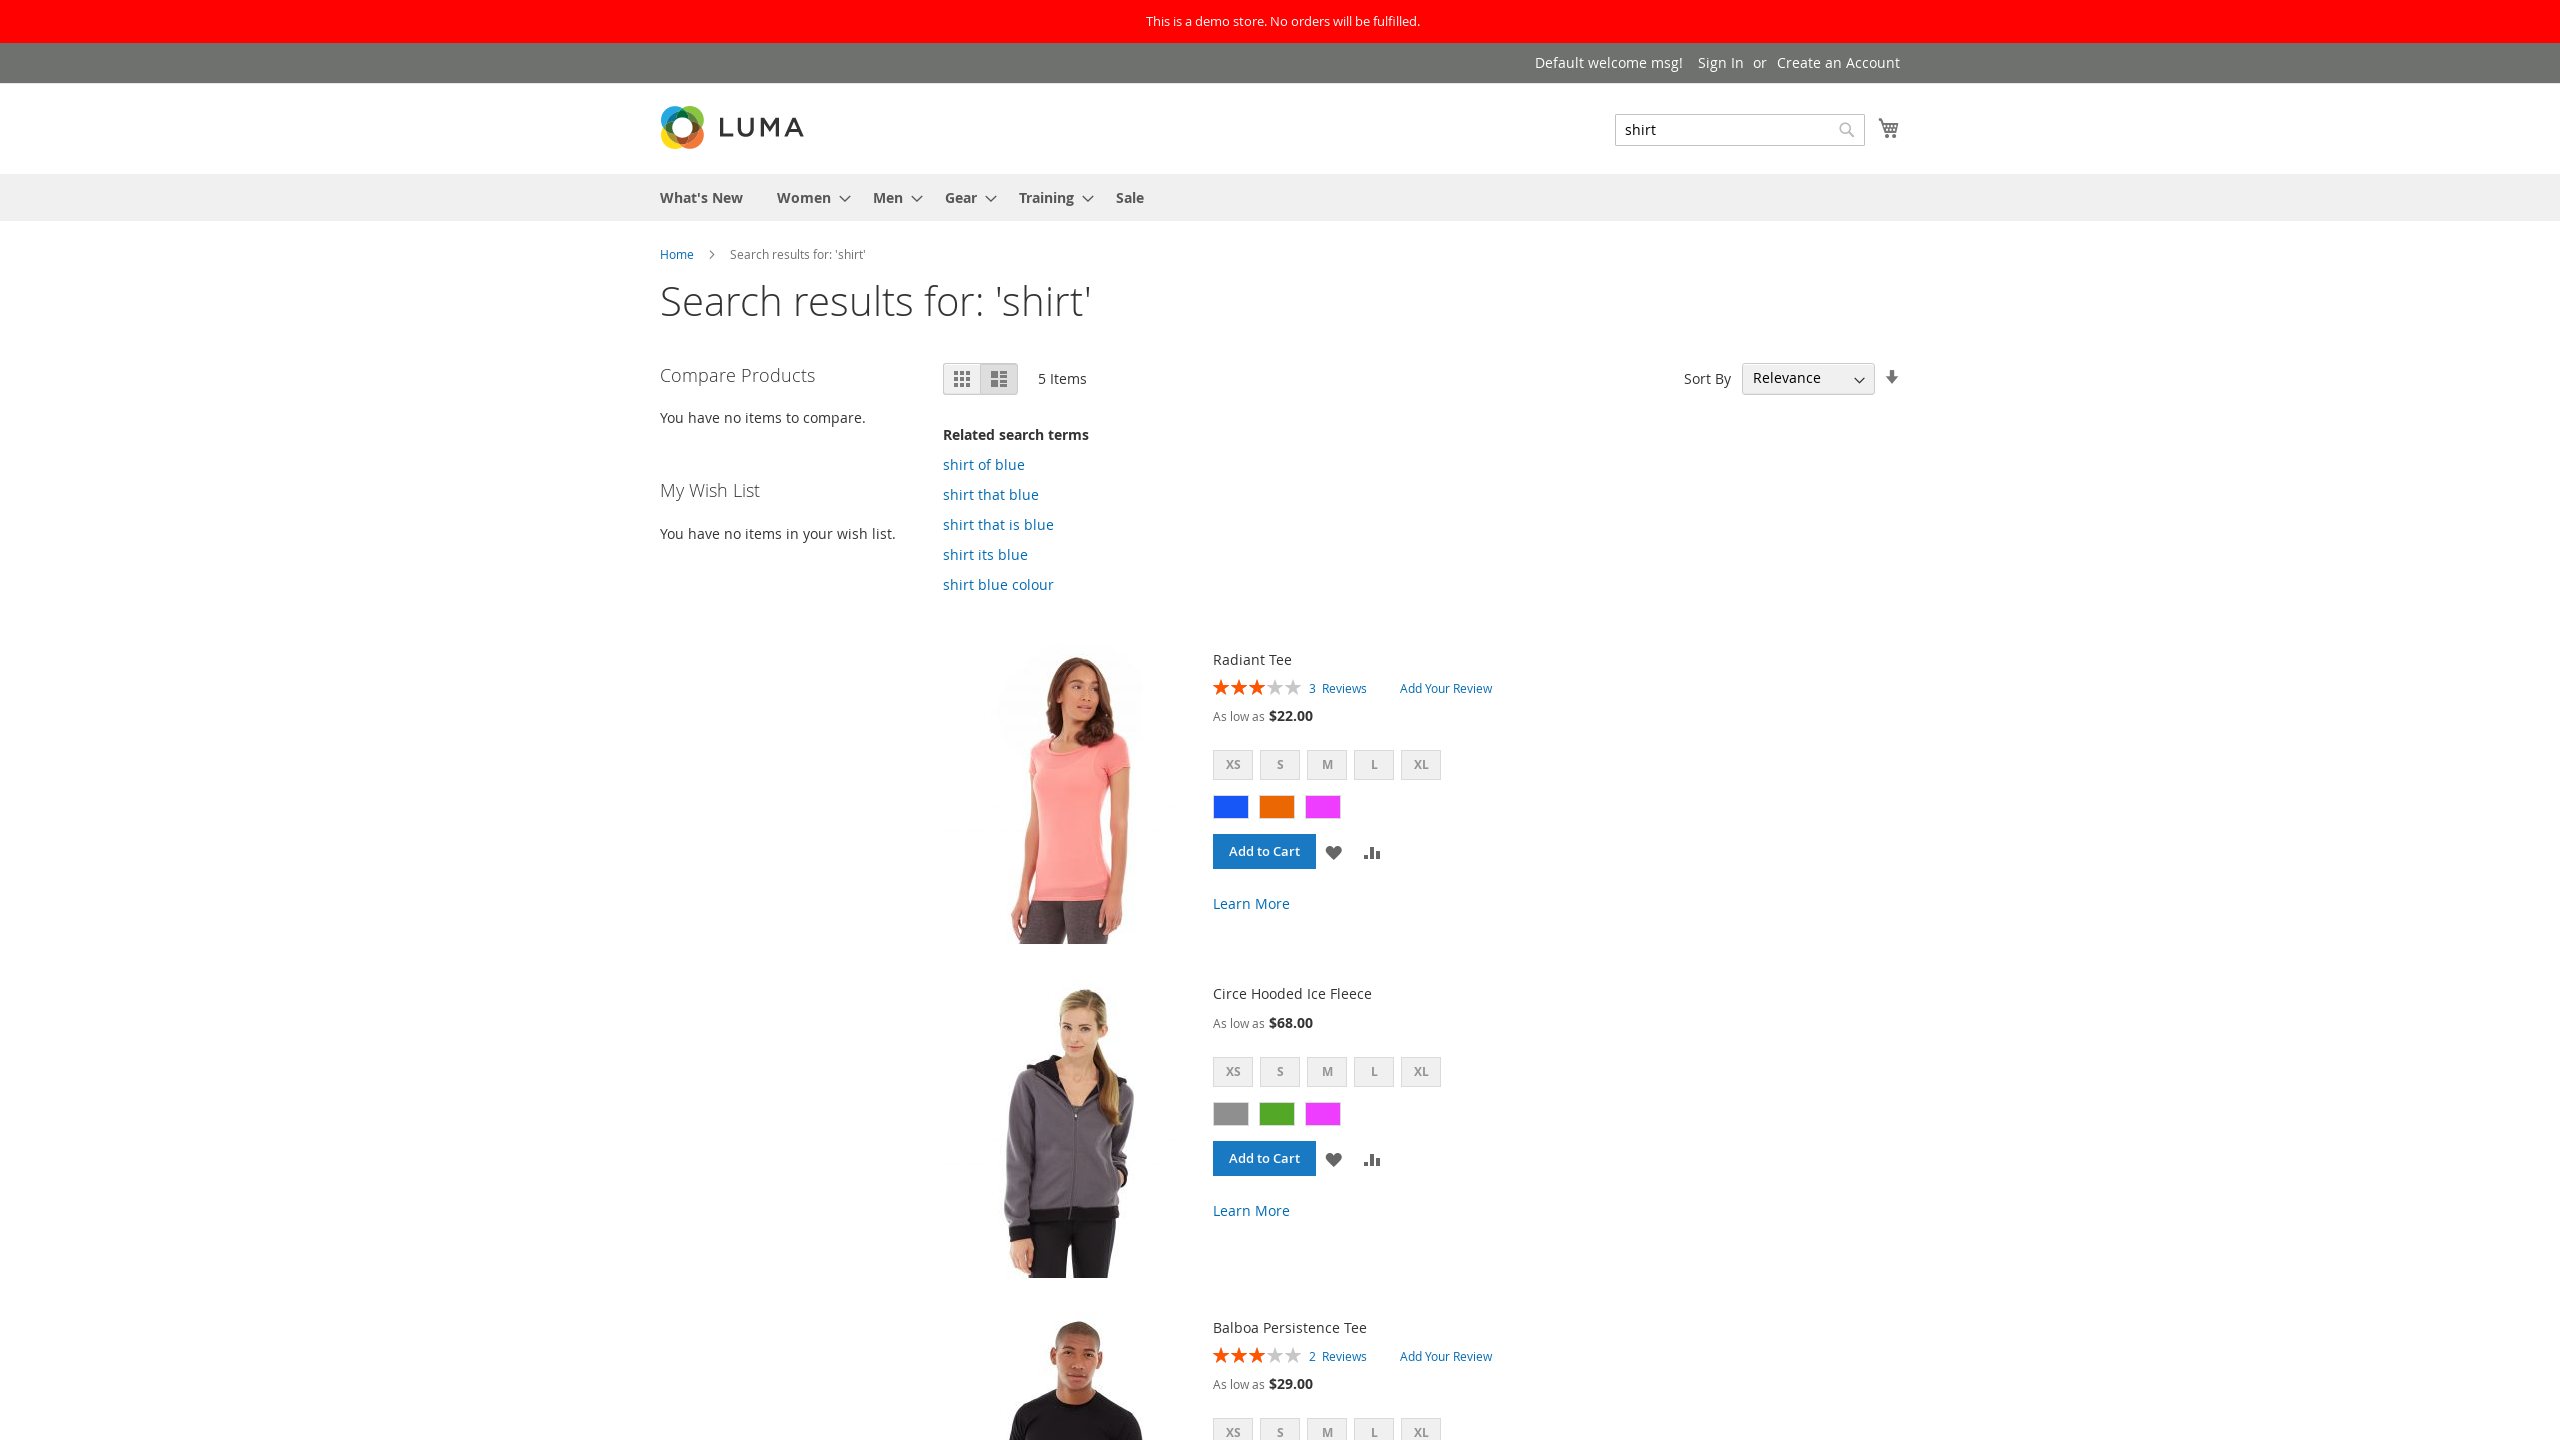 This is a demo store. No orders will be fulfilled.
Default welcome msg! Sign In or Create an Account
LUMA
shirt
What's New Women Men Gear Training Sale
Home Search results for: 'shirt'
Search results for: 'shirt'
Compare Products
You have no items to compare.
My Wish List
You have no items in your wish list.
5 Items
Sort By Relevance
Related search terms
shirt of blue
shirt that blue
shirt that is blue
shirt its blue
shirt blue colour
Radiant Tee
3 Reviews Add Your Review
As low as $22.00
XS S M L XL
Add to Cart
Learn More
Circe Hooded Ice Fleece
As low as $68.00
XS S M L XL
Add to Cart
Learn More
Balboa Persistence Tee
2 Reviews Add Your Review
As low as $29.00
XS S M L XL